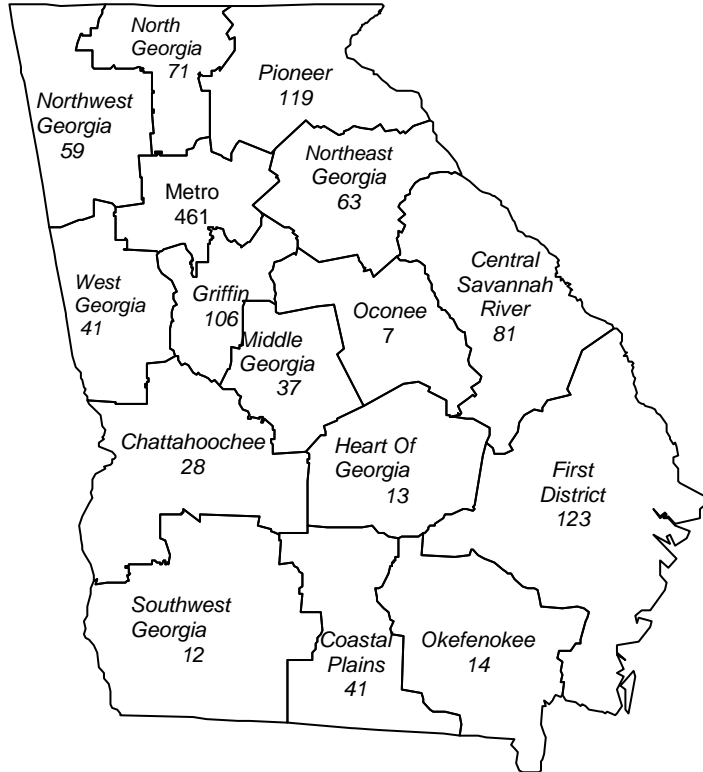 North
Georgia
71
Pioneer
119
Northwest
Georgia
59
Northeast
Georgia
63
Metro
461
Central
Savannah
River
81
West
Georgia
41
Griffin
106
Oconee
7
Middle
Georgia
37
Chattahoochee
28
Heart Of
Georgia
13
First
District
123
Southwest
Georgia
12
Coastal
Plains
41
Okefenokee
14